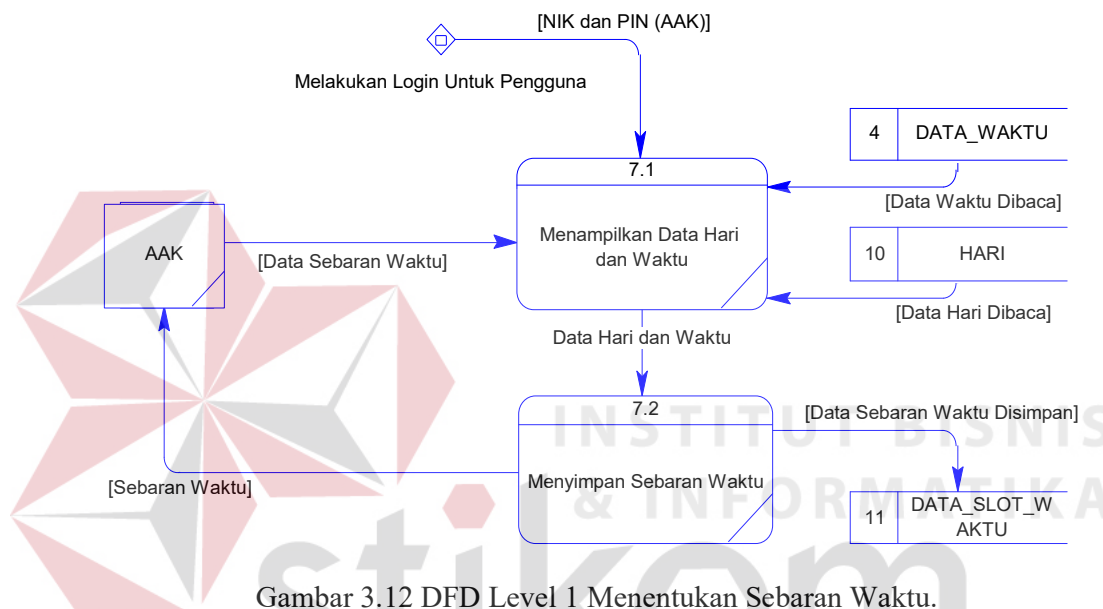 [NIK dan PIN (AAK)]
Melakukan Login Untuk Pengguna
4
DATA_WAKTU
7.1
[Data Waktu Dibaca]
Menampilkan Data Hari
dan Waktu
AAK
[Data Sebaran Waktu]
10
HARI
[Data Hari Dibaca]
Data Hari dan Waktu
7.2
[Data Sebaran Waktu Disimpan]
INSTITUT BISNIS
Menyimpan Sebaran Waktu
[Sebaran Waktu]
& INFORMATIKA
11
DATA_SLOT_W
AKTU
stikom
Gambar 3.12 DFD Level 1 Menentukan Sebaran Waktu.